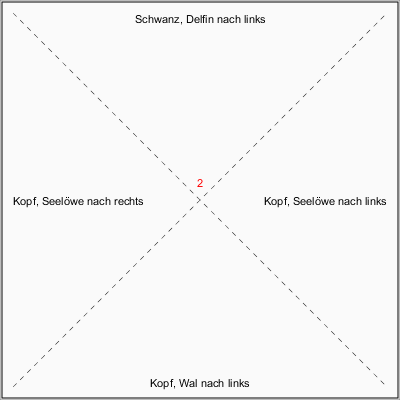 Schwanz, Delfin nach links
2
Kopf, Seelöwe nach rechts
Kopf, Seelöwe nach links
Kopf, Wal nach links